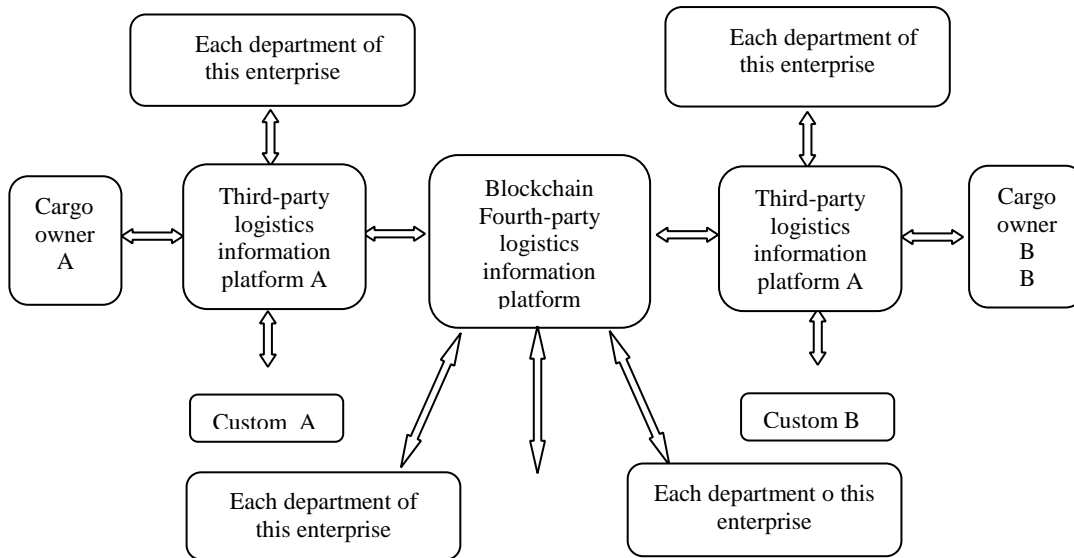 Each department of
this enterprise
Each department of
this enterprise
Cargo
owner
A
Third-party
logistics
information
platform A
Blockchain
Fourth-party
logistics
information
platform
Third-party
logistics
information
platform A
Cargo
owner
B
B
Custom A
Custom B
Each department of
this enterprise
Each department o this
enterprise